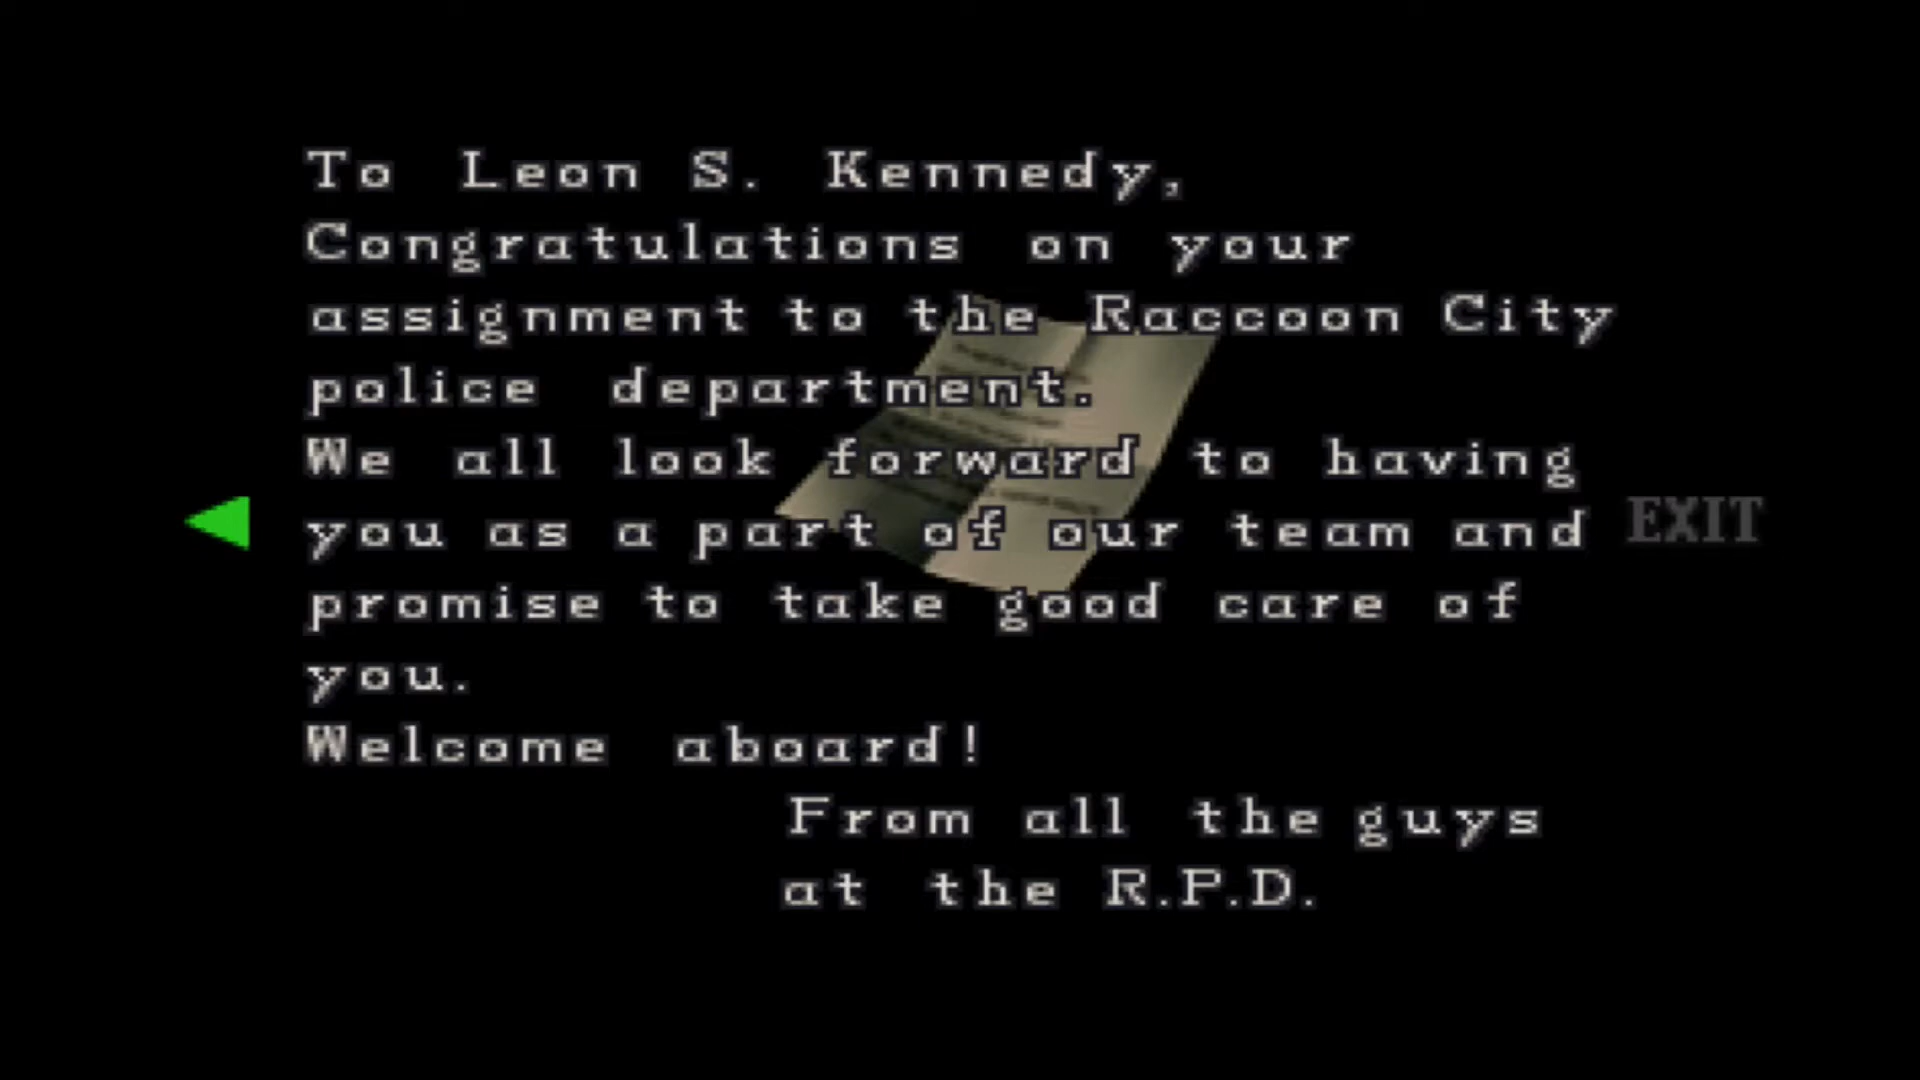 To Leon S. Kennedy,
Congratulations on your
assignment to the Raccoon City
police department.
We all look forward to having
you as a part of our team and
promise to take good care of
you.
Welcome aboard!
From all the guys
at the R.P.D.
EXIT